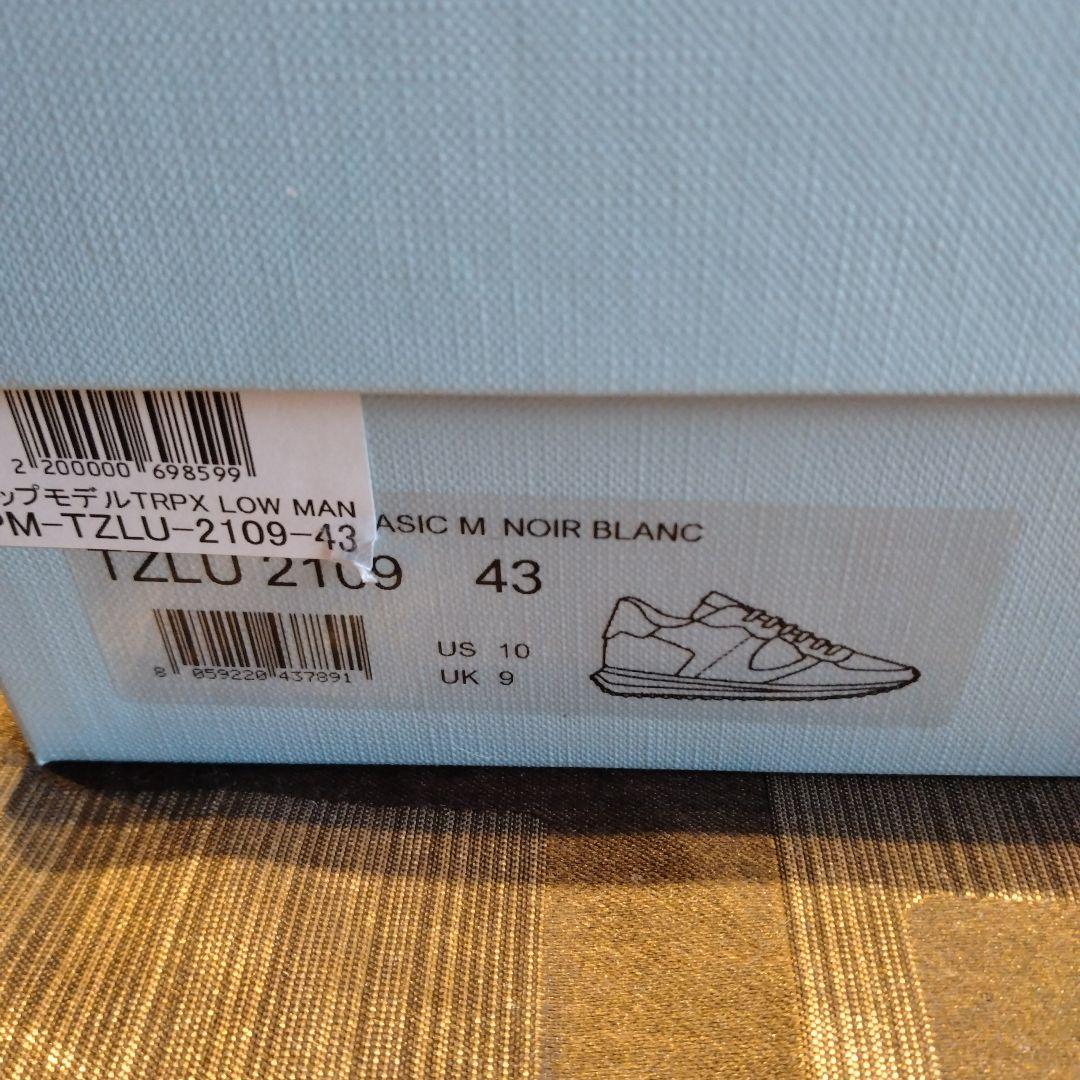 2 200000 698599
ップモデルTRPX LOW MAN
PM-TZLU-2109-43
ASIC M NOIR BLANC
TZLU 2109 43
8 059220 437891
US 10
UK 9